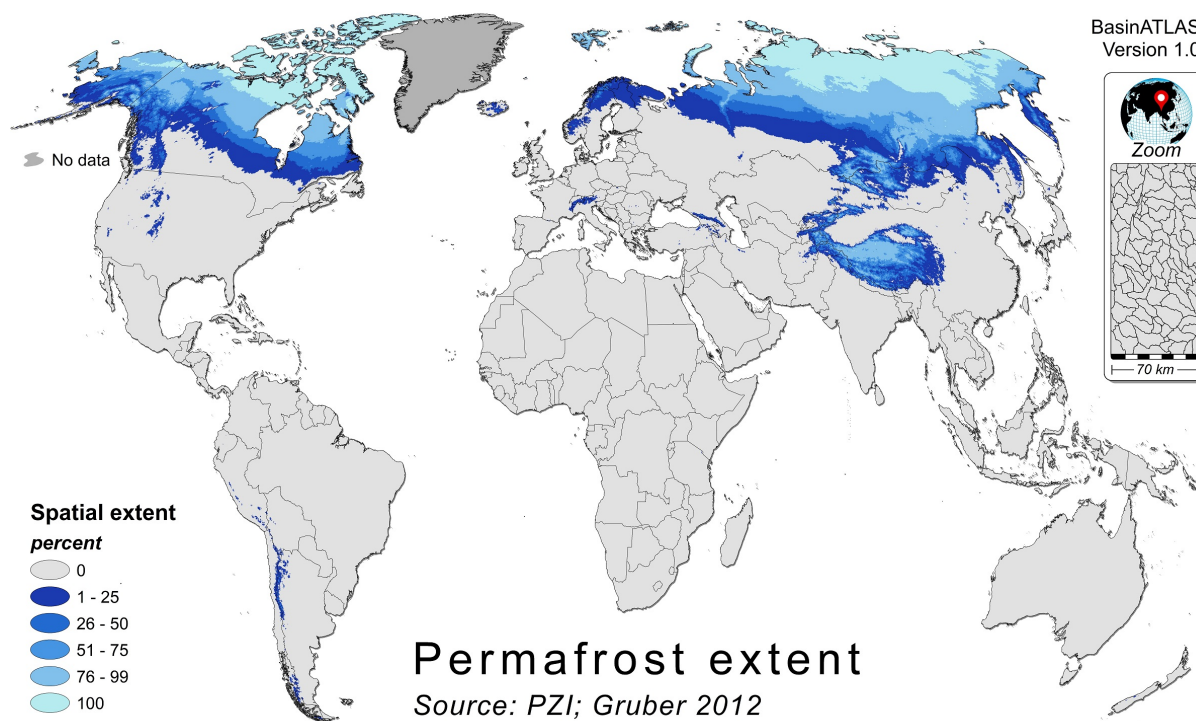 BasinATLAS
Version 1.0
Zoom
70 km
No data
Spatial extent
percent
0
1 - 25
26 - 50
51 - 75
76 - 99
100
Permafrost extent
Source: PZI; Gruber 2012